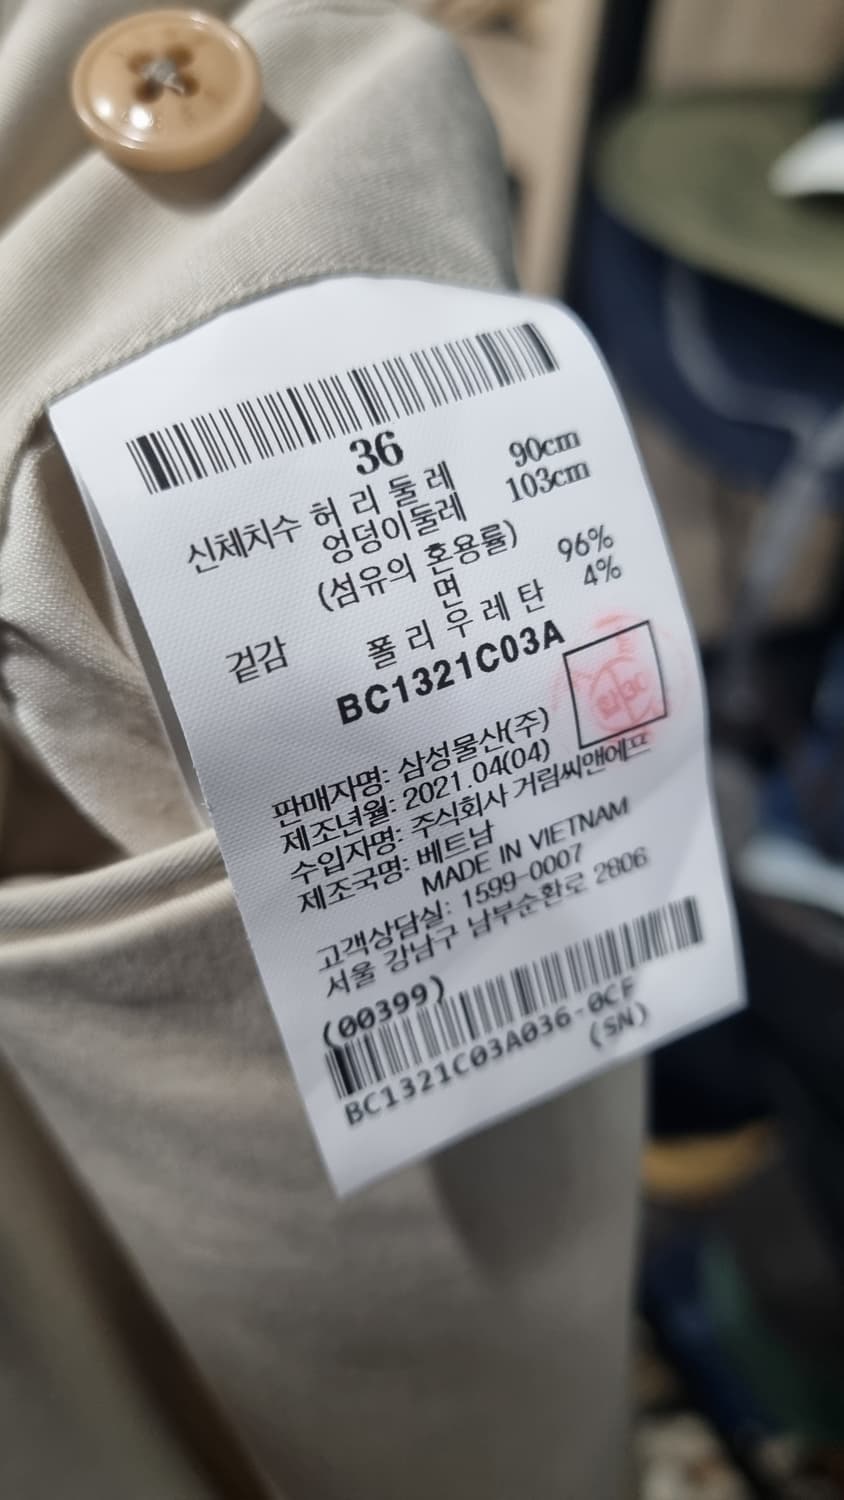 36
신체치수 허리둘레 90cm
엉덩이둘레 103cm
(섬유의 혼용률)
면 96%
겉감 폴리우레탄 4%
BC1321C03A
판매자명: 삼성물산(주)
제조년월: 2021.04(04)
수입자명: 주식회사 거림씨앤에프
제조국명: 베트남
MADE IN VIETNAM
고객상담실: 1599-0007
서울 강남구 남부순환로 2806
(00399)
BC1321C03A036-0CF
(SN)